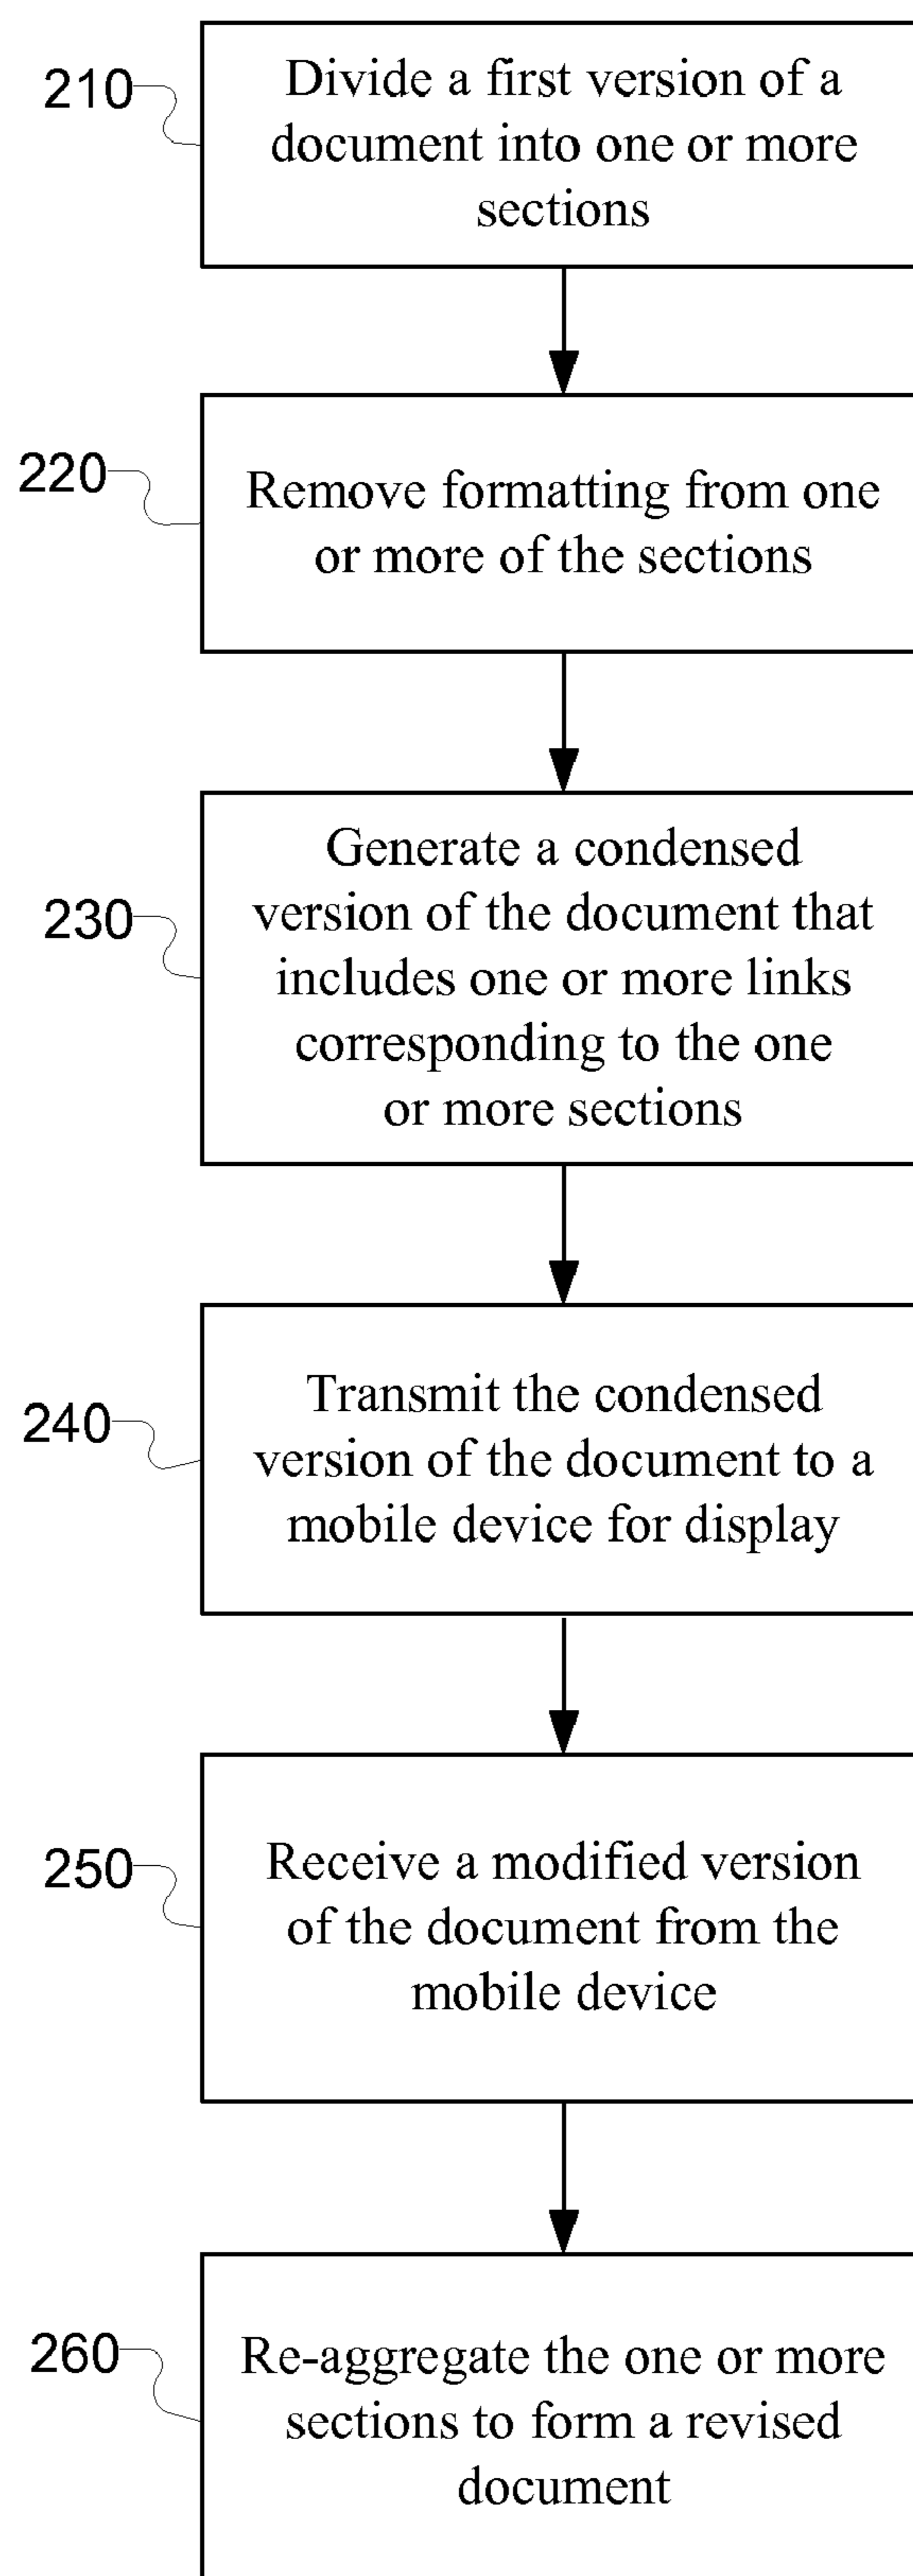 210
Divide a first version of a
document into one or more
sections
220
Remove formatting from one
or more of the sections
230
Generate a condensed
version of the document that
includes one or more links
corresponding to the one
or more sections
240
Transmit the condensed
version of the document to a
mobile device for display
250
Receive a modified version
of the document from the
mobile device
260
Re-aggregate the one or more
sections to form a revised
document